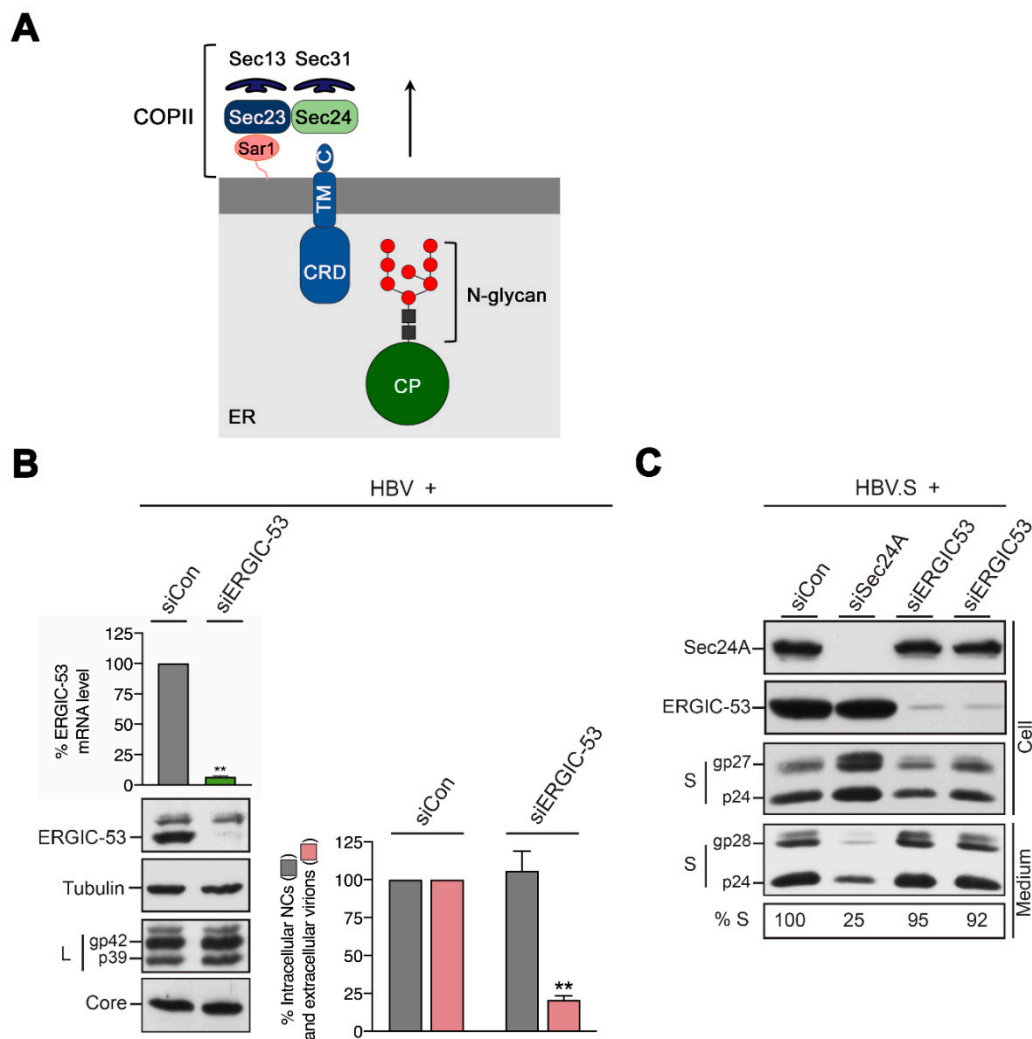 A
Sec13 Sec31
COPII
Sec23 Sec24
Sar1
C
TM
CRD
N-glycan
CP
ER
B
HBV +
siCon
siERGIC-53
% ERGIC-53
mRNA level
125
100
75
50
25
0
**
ERGIC-53
Tubulin
L
gp42
p39
Core
siCon
siERGIC-53
% Intracellular NCs ( )
and extracellular virions ( )
125
100
75
50
25
0
**
C
HBV.S +
siCon
siSec24A
siERGIC53
siERGIC53
Sec24A
ERGIC-53
S
gp27
p24
Cell
S
gp28
p24
Medium
% S 100 25 95 92